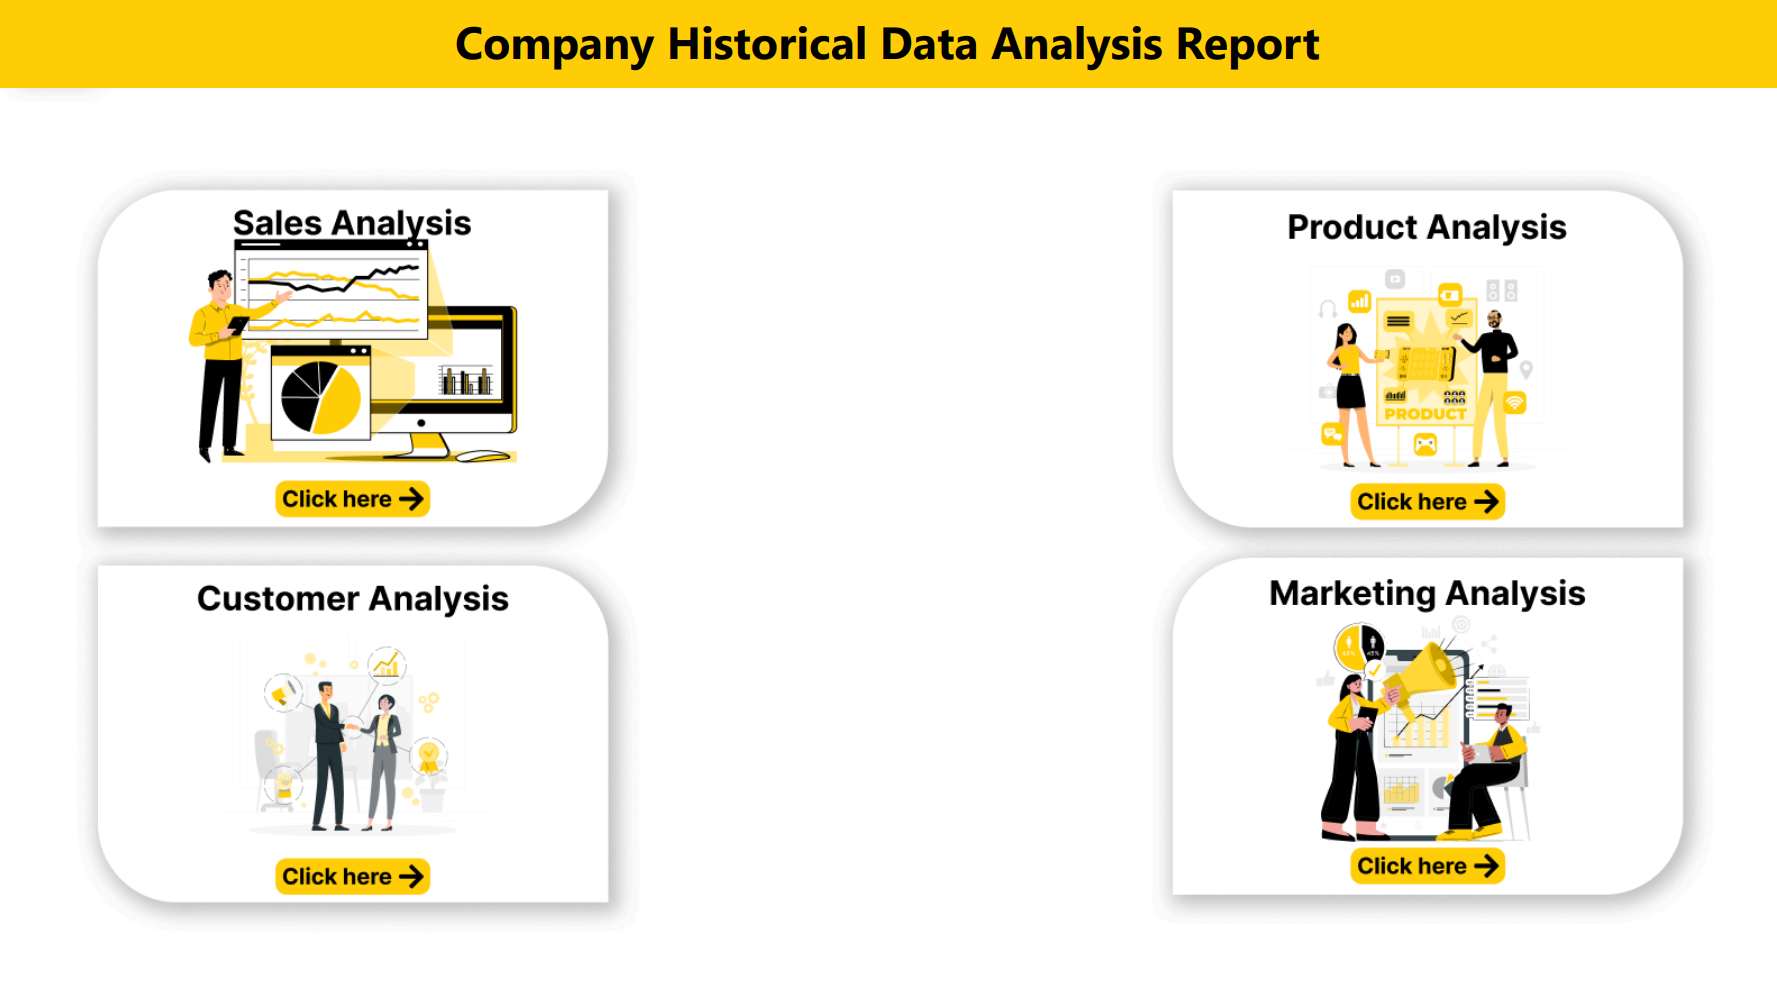 Company Historical Data Analysis Report
Sales Analysis
Click here
Product Analysis
PRODUCT
Click here
Customer Analysis
Click here
Marketing Analysis
Click here